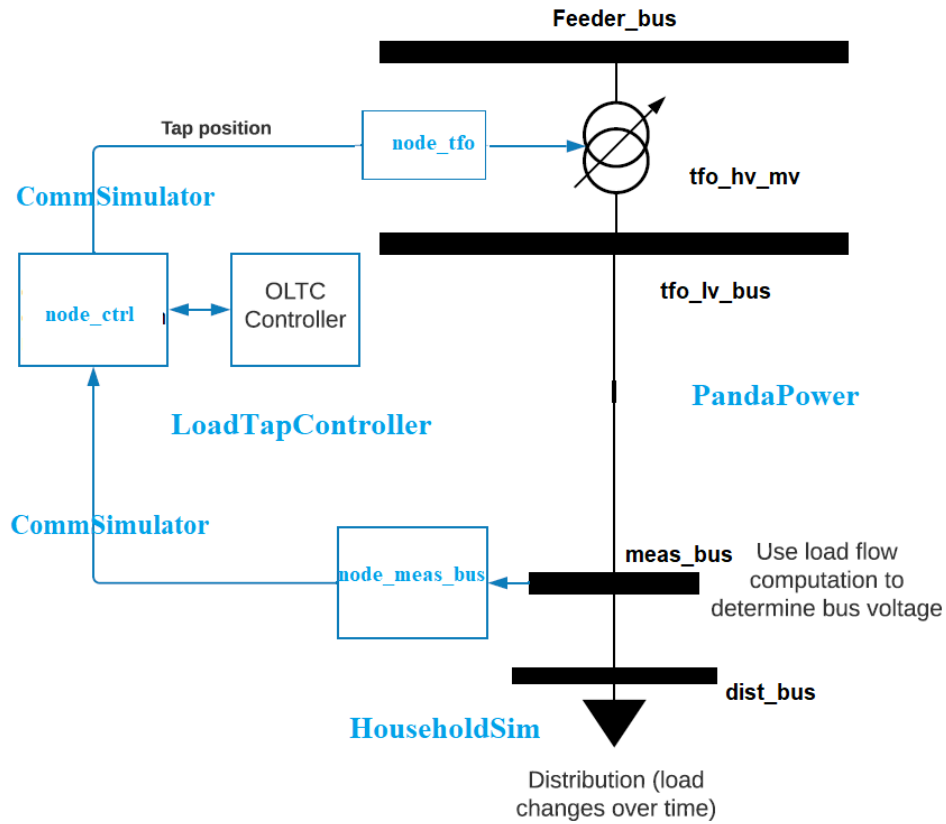 Feeder_bus
Tap position
node_tfo
tfo_hv_mv
CommSimulator
tfo_lv_bus
OLTC
Controller
node_ctrl
PandaPower
LoadTapController
CommSimulator
meas_bus
Use load flow
computation to
determine bus voltage
node_meas_bus
dist_bus
HouseholdSim
Distribution (load
changes over time)